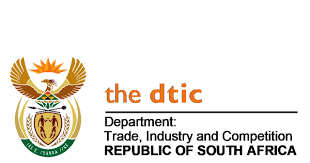 the dtic
Department:
Trade, Industry and Competition
REPUBLIC OF SOUTH AFRICA